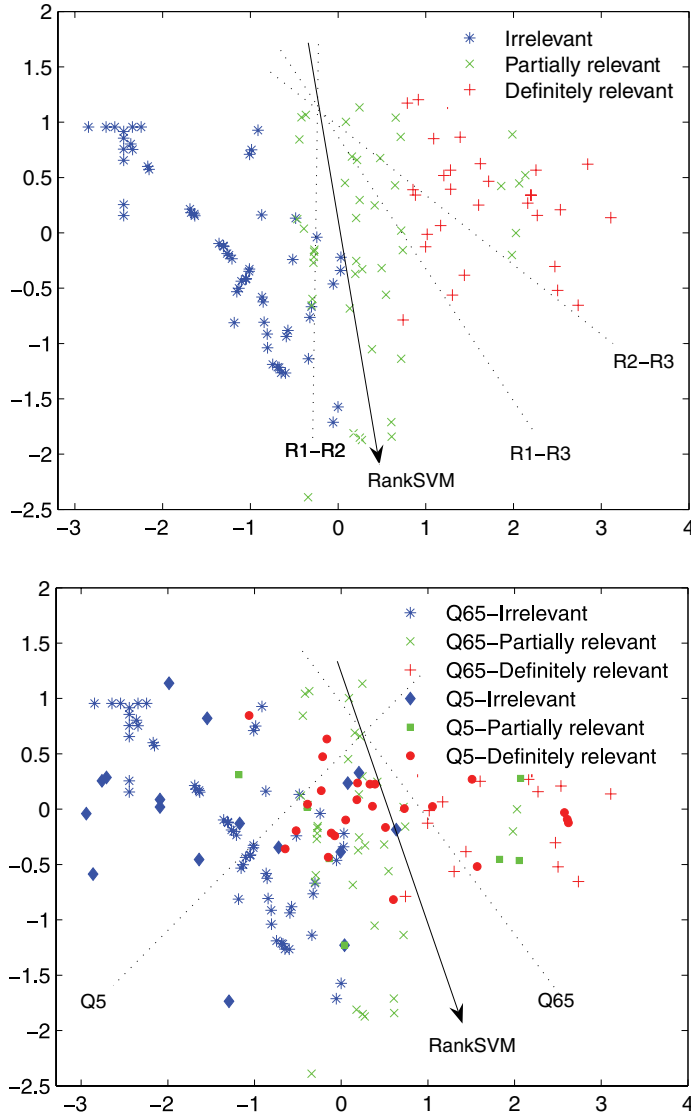 2
Irrelevant
1.5
Partially relevant
Definitely relevant
1
0.5
0
−0.5
−1
R2−R3
−1.5
R1−R2
R1−R3
−2
RankSVM
−2.5
−3 −2 −1 0 1 2 3 4
2
Q65−Irrelevant
1.5
Q65−Partially relevant
Q65−Definitely relevant
1
Q5−Irrelevant
Q5−Partially relevant
0.5
Q5−Definitely relevant
0
−0.5
−1
Q5
Q65
−1.5
RankSVM
−2
−2.5
−3 −2 −1 0 1 2 3 4